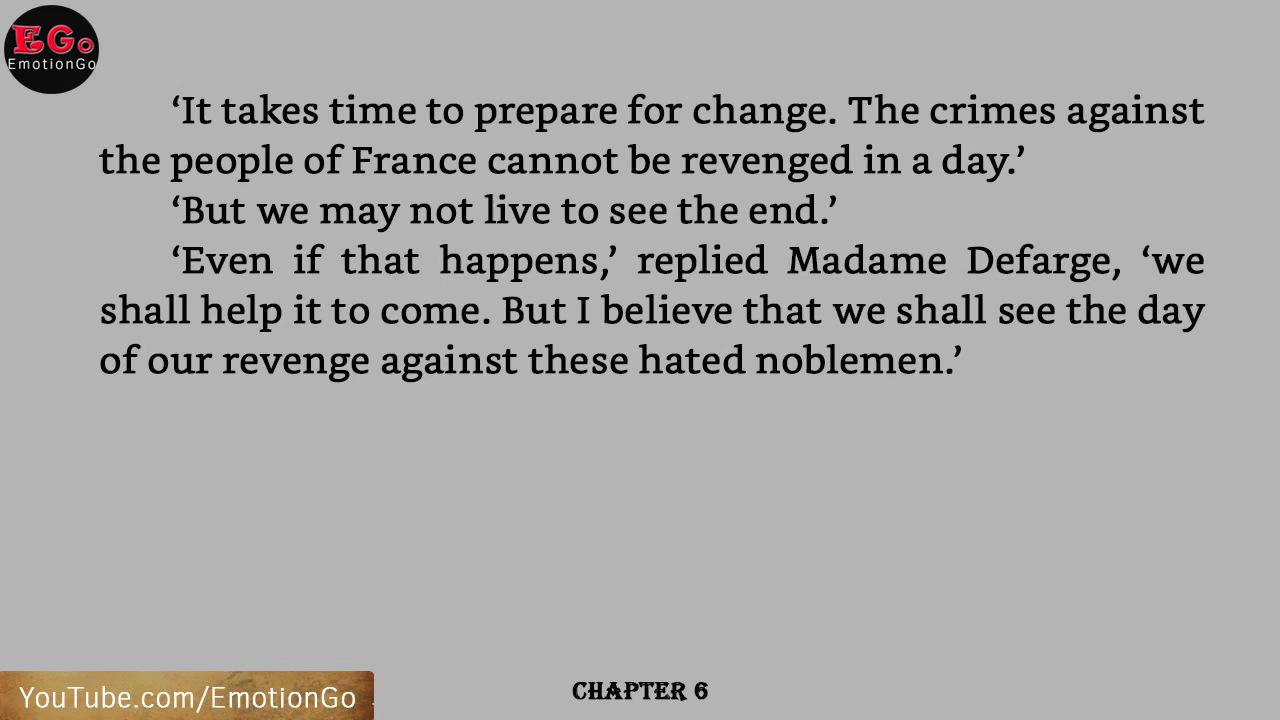 EGo
EmotionGo
‘It takes time to prepare for change. The crimes against
the people of France cannot be revenged in a day.’
‘But we may not live to see the end.’
‘Even if that happens,’ replied Madame Defarge, ‘we
shall help it to come. But I believe that we shall see the day
of our revenge against these hated noblemen.’
YouTube.com/EmotionGo
CHAPTER 6